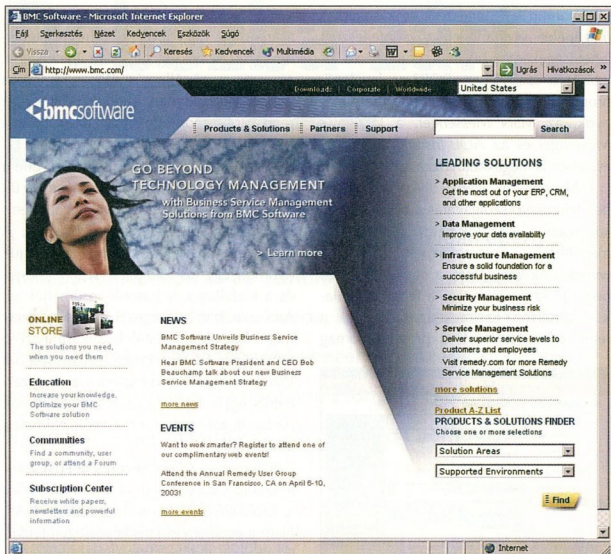 BMC Software - Microsoft Internet Explorer
Fájl Szerkesztés Nézet Kedvencek Eszközök Súgó
Vissza Keresés Kedvencek Multimédia
Cím http://www.bmc.com/ Ugrás Hivatkozások »
Downloads | Corporate | Worldwide United States
bmcsoftware
Products & Solutions Partners Support Search
GO BEYOND
TECHNOLOGY MANAGEMENT
with Business Service Management
Solutions from BMC Software
> Learn more
LEADING SOLUTIONS
> Application Management
Get the most out of your ERP, CRM,
and other applications
> Data Management
Improve your data availability
> Infrastructure Management
Ensure a solid foundation for a
successful business
> Security Management
Minimize your business risk
> Service Management
Deliver superior service levels to
customers and employees
Visit remedy.com for more Remedy
Service Management Solutions
more solutions
Product A-Z List
PRODUCTS & SOLUTIONS FINDER
Choose one or more selections
Solution Areas
Supported Environments
Find
ONLINE
STORE
The solutions you need,
when you need them
Education
Increase your knowledge.
Optimize your BMC
Software solution
Communities
Find a community, user
group, or attend a Forum
Subscription Center
Receive white papers,
newsletters and powerful
information
NEWS
BMC Software Unveils Business Service
Management Strategy
Hear BMC Software President and CEO Bob
Beauchamp talk about our new Business
Service Management Strategy
more news
EVENTS
Want to work smarter? Register to attend one of
our complimentary web events!
Attend the Annual Remedy User Group
Conference in San Francisco, CA on April 6-10,
2003!
more events
Internet